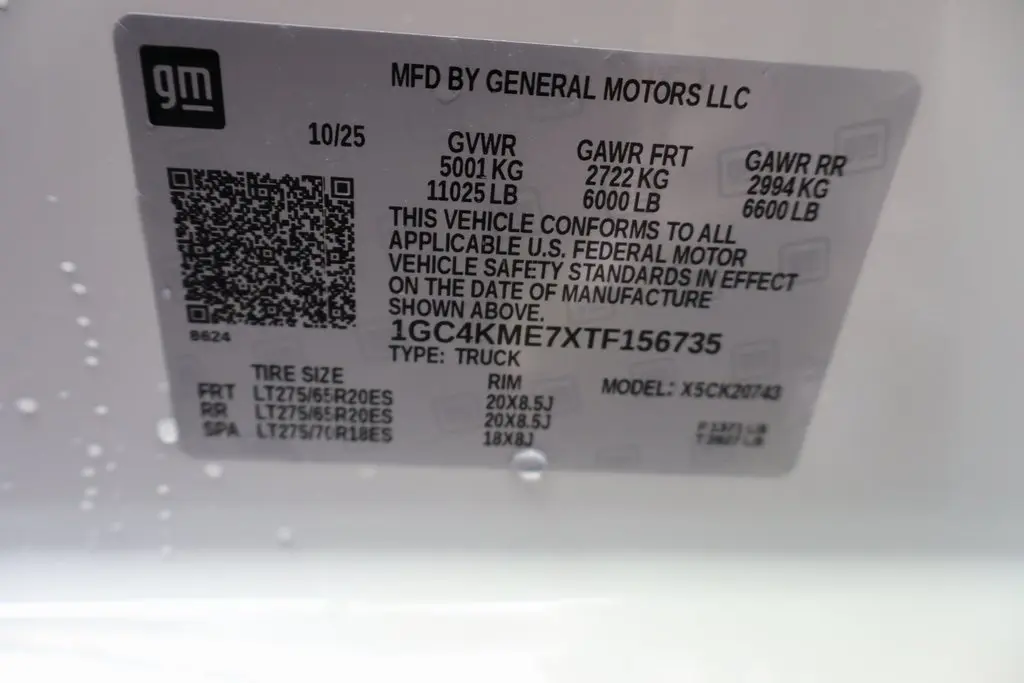 gm
MFD BY GENERAL MOTORS LLC
10/25
GVWR GAWR FRT GAWR RR
5001 KG 2722 KG 2994 KG
11025 LB 6000 LB 6600 LB
THIS VEHICLE CONFORMS TO ALL
APPLICABLE U.S. FEDERAL MOTOR
VEHICLE SAFETY STANDARDS IN EFFECT
ON THE DATE OF MANUFACTURE
SHOWN ABOVE.
8624
1GC4KME7XTF156735
TYPE: TRUCK
TIRE SIZE RIM MODEL: X5CK20743
FRT LT275/65R20ES 20X8.5J
RR LT275/65R20ES 20X8.5J
SPA LT275/70R18ES 18X8J